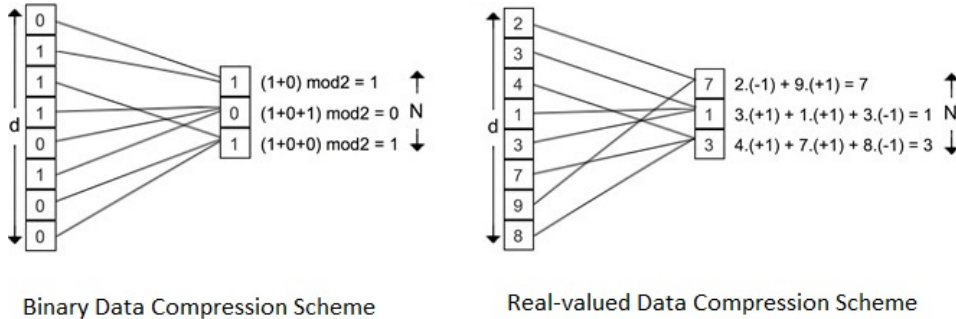 d
0
1
1
1
0
1
0
0
1 (1+0) mod2 = 1
0 (1+0+1) mod2 = 0 N
1 (1+0+0) mod2 = 1
Binary Data Compression Scheme
d
2
3
4
1
3
7
9
8
7 2.(-1) + 9.(+1) = 7
1 3.(+1) + 1.(+1) + 3.(-1) = 1 N
3 4.(+1) + 7.(+1) + 8.(-1) = 3
Real-valued Data Compression Scheme